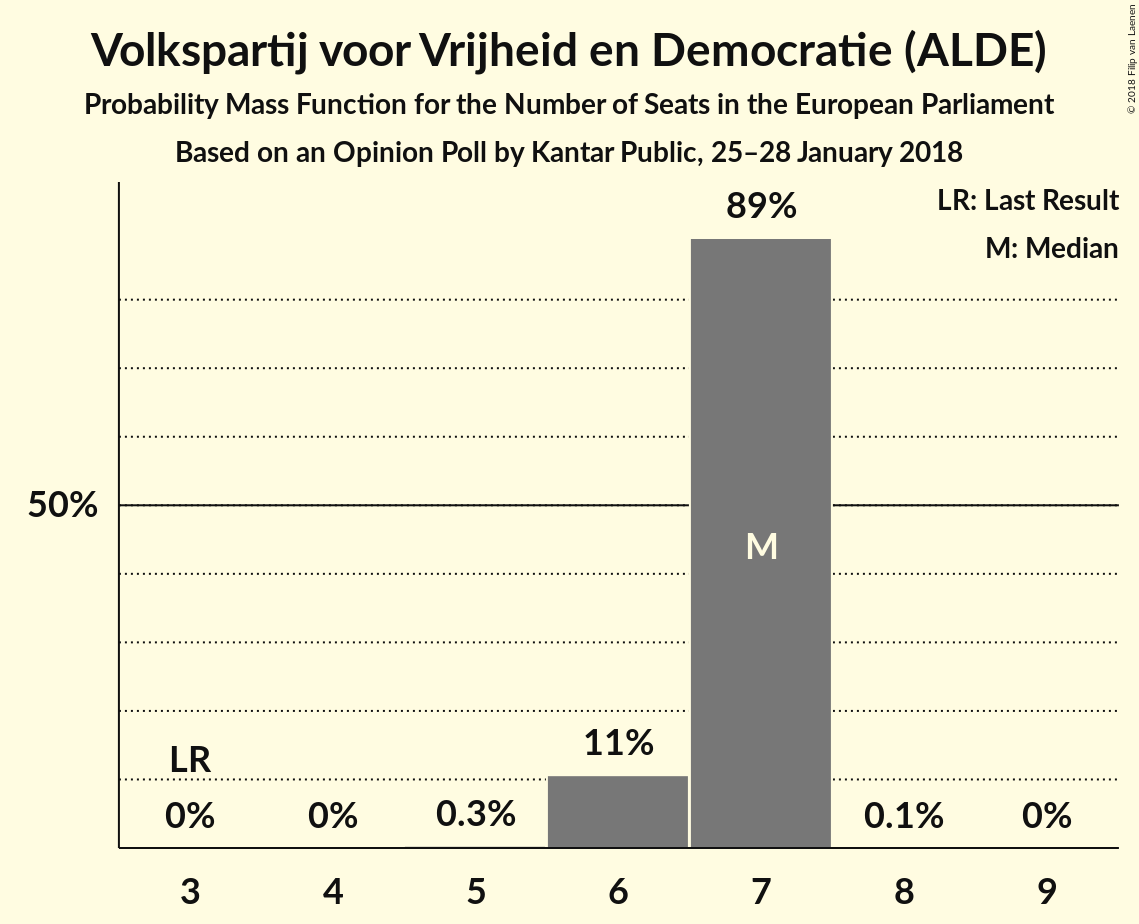 Volkspartij voor Vrijheid en Democratie (ALDE)
Probability Mass Function for the Number of Seats in the European Parliament
Based on an Opinion Poll by Kantar Public, 25–28 January 2018
© 2018 Filip van Laenen
LR: Last Result
M: Median
89%
50%
M
11%
LR
0%
0%
0.3%
0.1%
0%
3 4 5 6 7 8 9